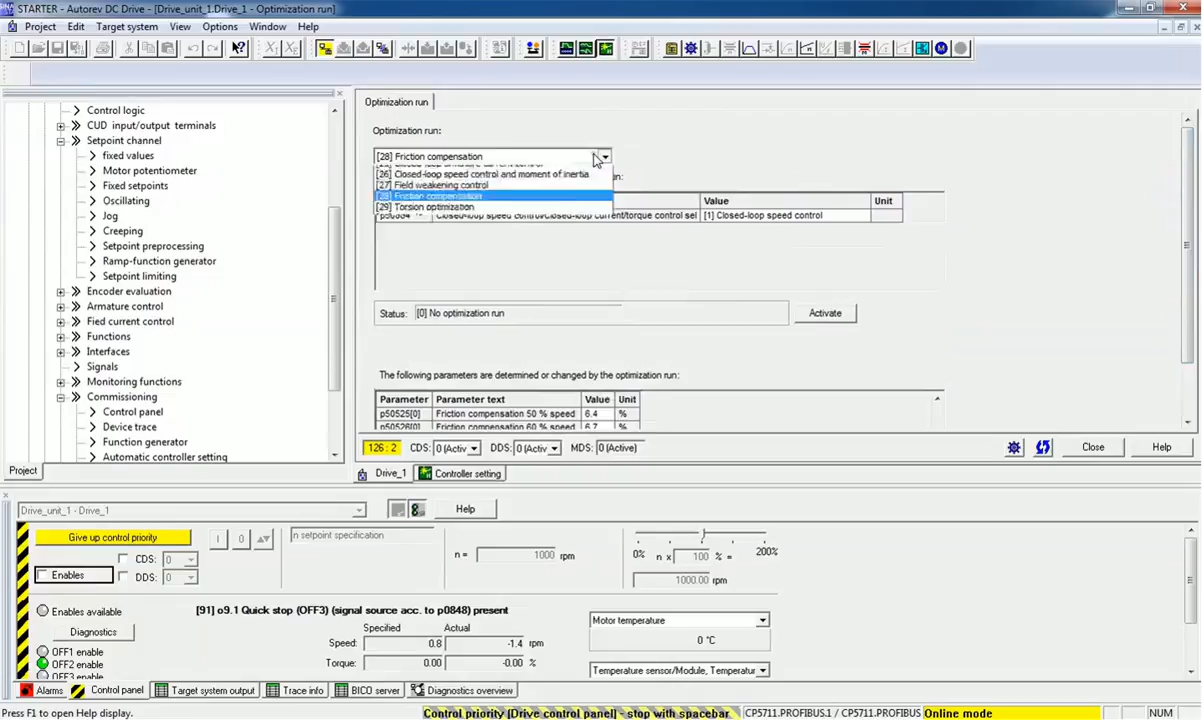 STARTER - Autorev DC Drive - [Drive_unit_1.Drive_1 - Optimization run]
Project Edit Target system View Options Window Help
Control logic
CUD input/output terminals
Setpoint channel
fixed values
Motor potentiometer
Fixed setpoints
Oscillating
Jog
Creeping
Setpoint preprocessing
Ramp-function generator
Setpoint limiting
Encoder evaluation
Armature control
Fied current control
Functions
Interfaces
Signals
Monitoring functions
Commissioning
Control panel
Device trace
Function generator
Automatic controller setting
Project
Optimization run
Optimization run:
[28] Friction compensation
[26] Closed-loop speed control and moment of inertia
[27] Field weakening control
[28] Friction compensation
[29] Torsion optimization
un:
Value Unit
Closed-loop speed control/Closed-loop current/torque control sel [1] Closed-loop speed control
Status: [0] No optimization run Activate
The following parameters are determined or changed by the optimization run:
Parameter Parameter text Value Unit
p50525[0] Friction compensation 50 % speed 6.4 %
p50526[0] Friction compensation 60 % speed 6.7 %
126 : 2 CDS: 0 (Activ DDS: 0 (Activ MDS: 0 (Active) Close Help
Drive_1 Controller setting
Drive_unit_1 - Drive_1 Help
Give up control priority I 0 n setpoint specification
CDS: 0 n = 1000 rpm 0% n x 100 % = 200%
Enables DDS: 0 1000.00 rpm
Enables available [91] o9.1 Quick stop (OFF3) (signal source acc. to p0848) present Motor temperature
Diagnostics Specified Actual 0 °C
OFF1 enable Speed: 0.8 -1.4 rpm
OFF2 enable Torque: 0.00 -0.00 % Temperature sensor/Module, Temperatur
OFF3 enable
Alarms Control panel Target system output Trace info BICO server Diagnostics overview
Press F1 to open Help display. Control priority [Drive control panel] - stop with spacebar CP5711.PROFIBUS.1 / CP5711.PROFIBUS Online mode NUM